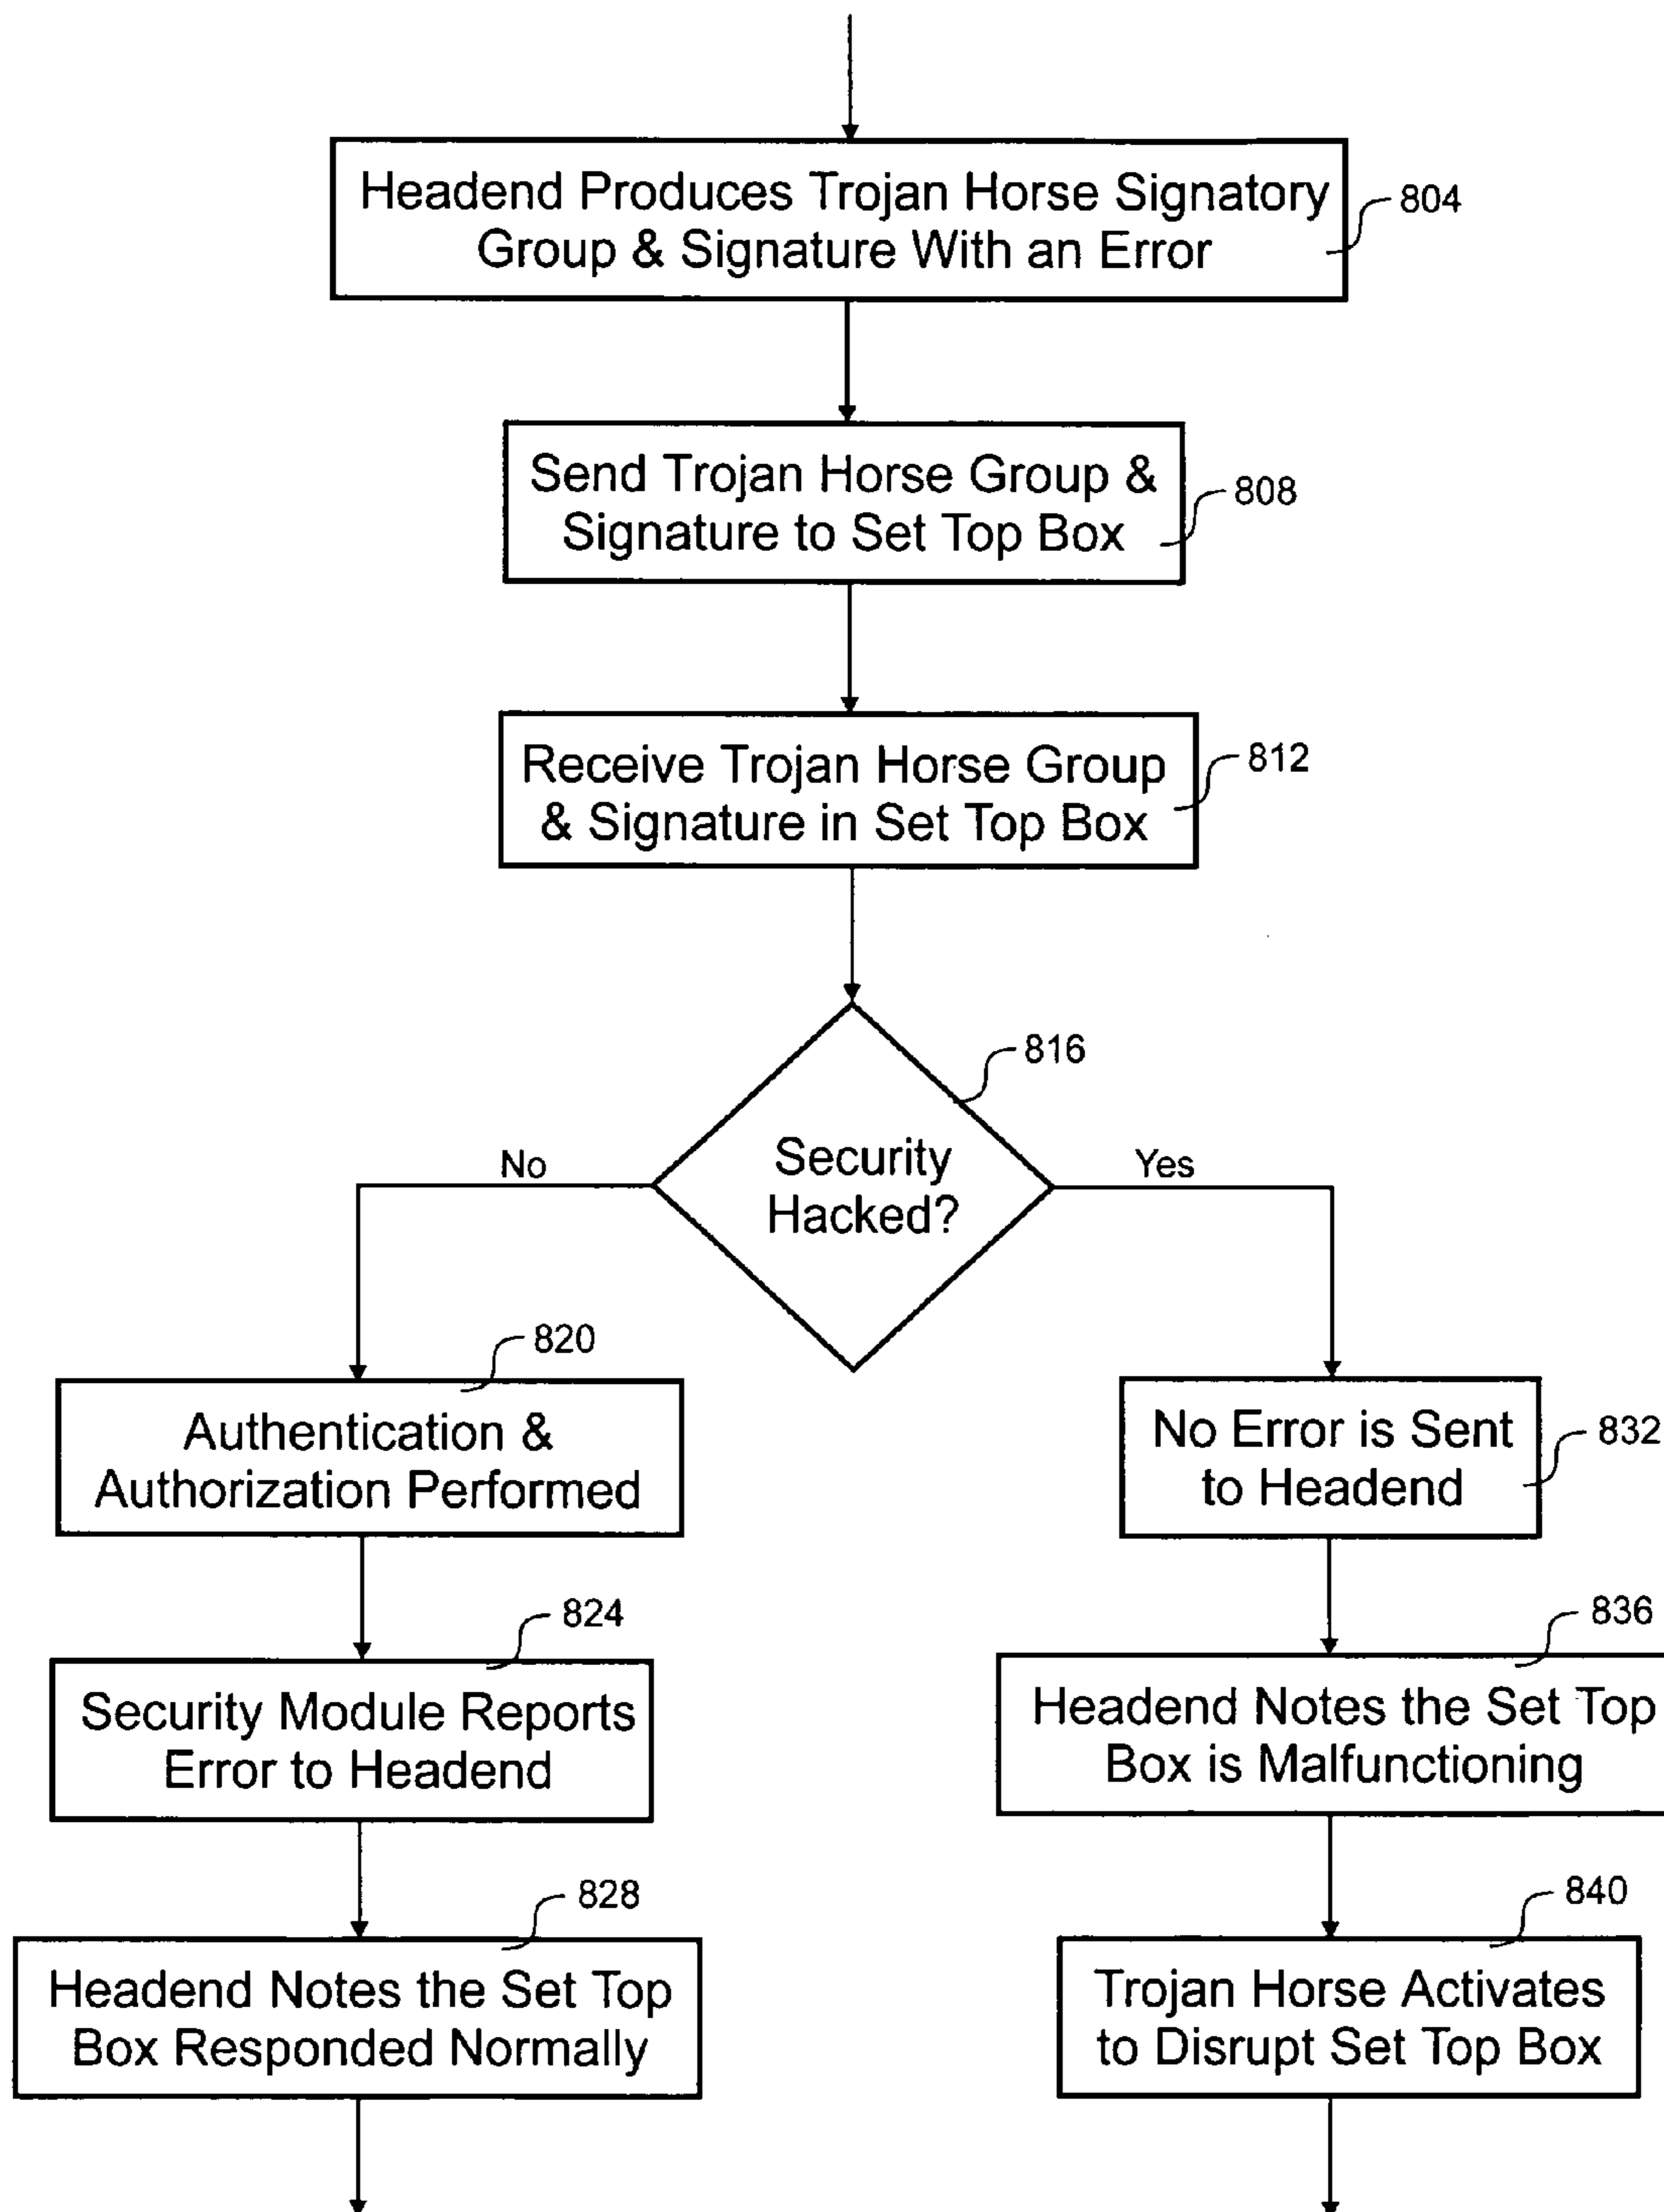 Headend Produces Trojan Horse Signatory
Group & Signature With an Error
804
Send Trojan Horse Group &
Signature to Set Top Box
808
Receive Trojan Horse Group
& Signature in Set Top Box
812
816
Security
Hacked?
No
Yes
820
Authentication &
Authorization Performed
824
Security Module Reports
Error to Headend
828
Headend Notes the Set Top
Box Responded Normally
No Error is Sent
to Headend
832
836
Headend Notes the Set Top
Box is Malfunctioning
840
Trojan Horse Activates
to Disrupt Set Top Box